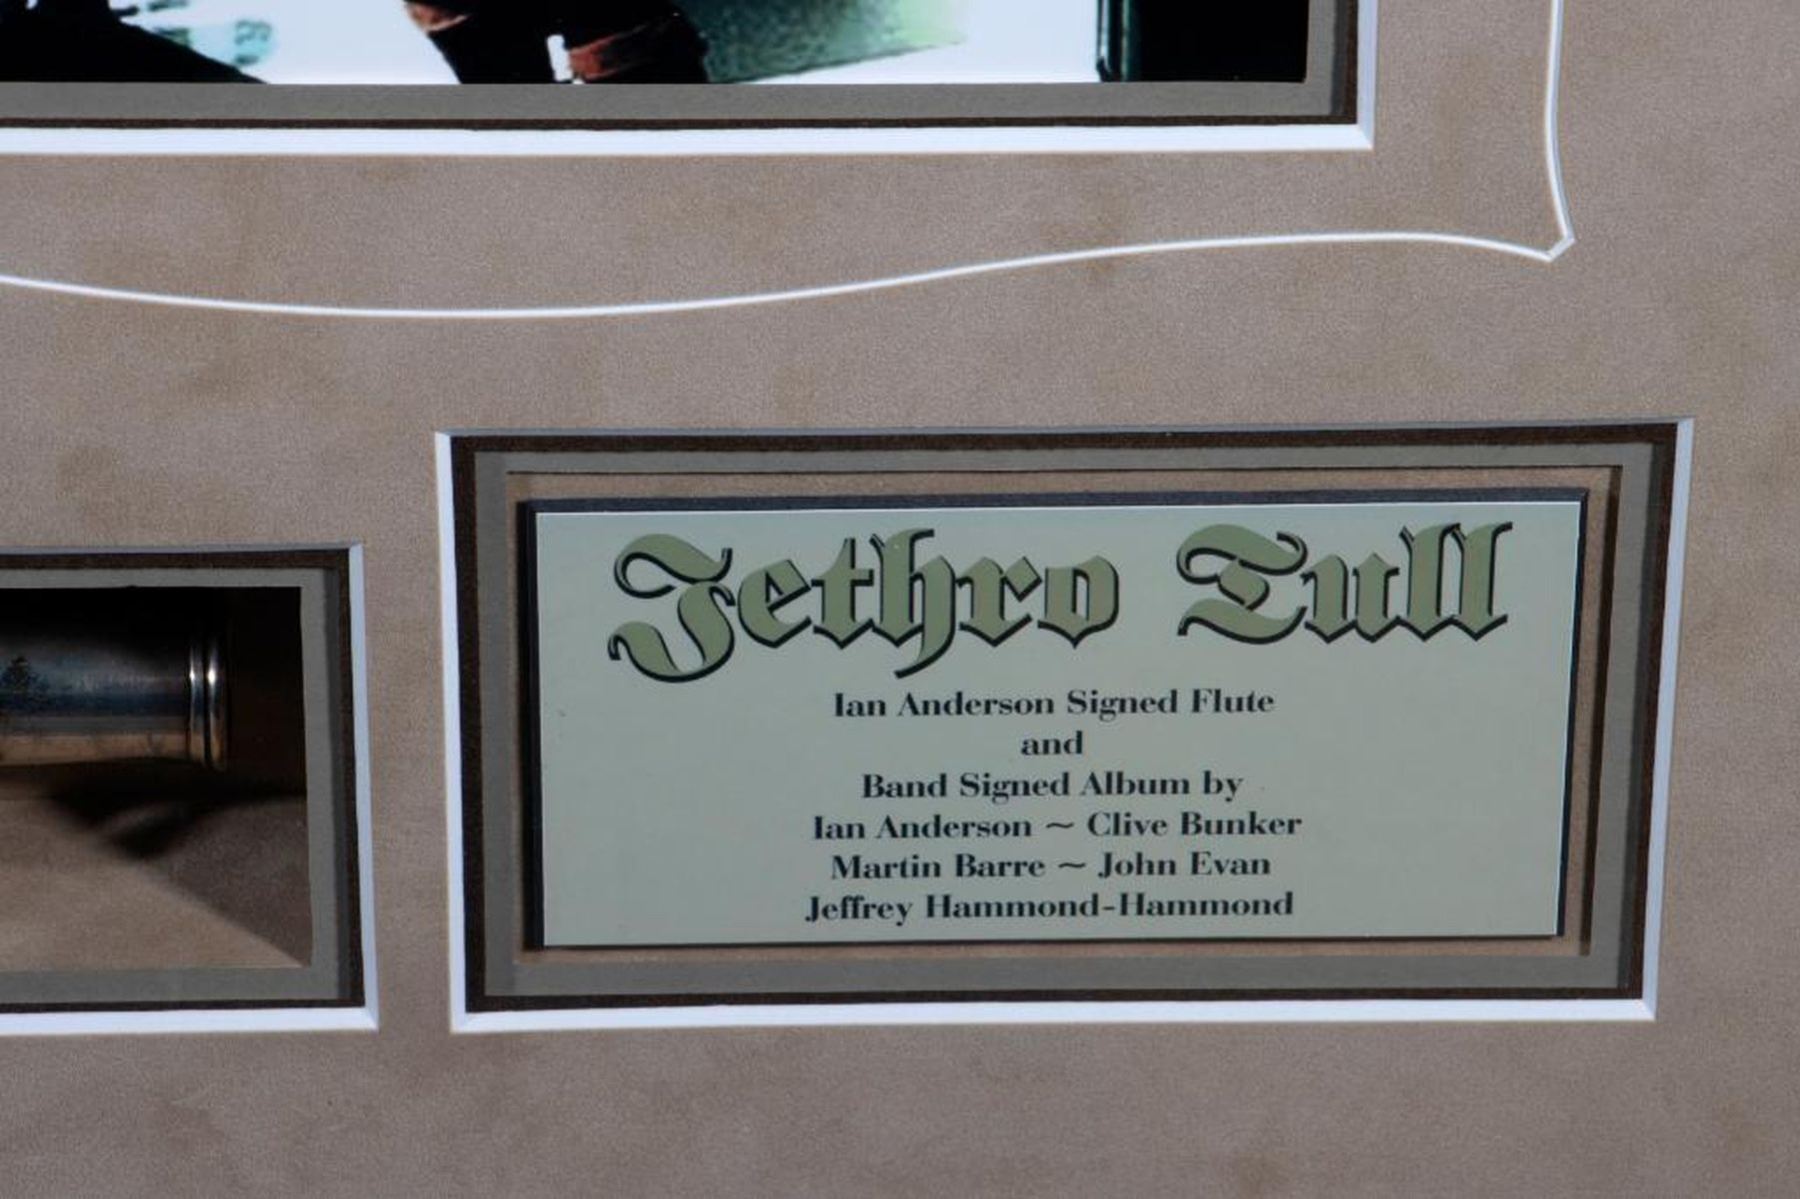 Jethro Tull
Ian Anderson Signed Flute
and
Band Signed Album by
Ian Anderson ~ Clive Bunker
Martin Barre ~ John Evan
Jeffrey Hammond-Hammond